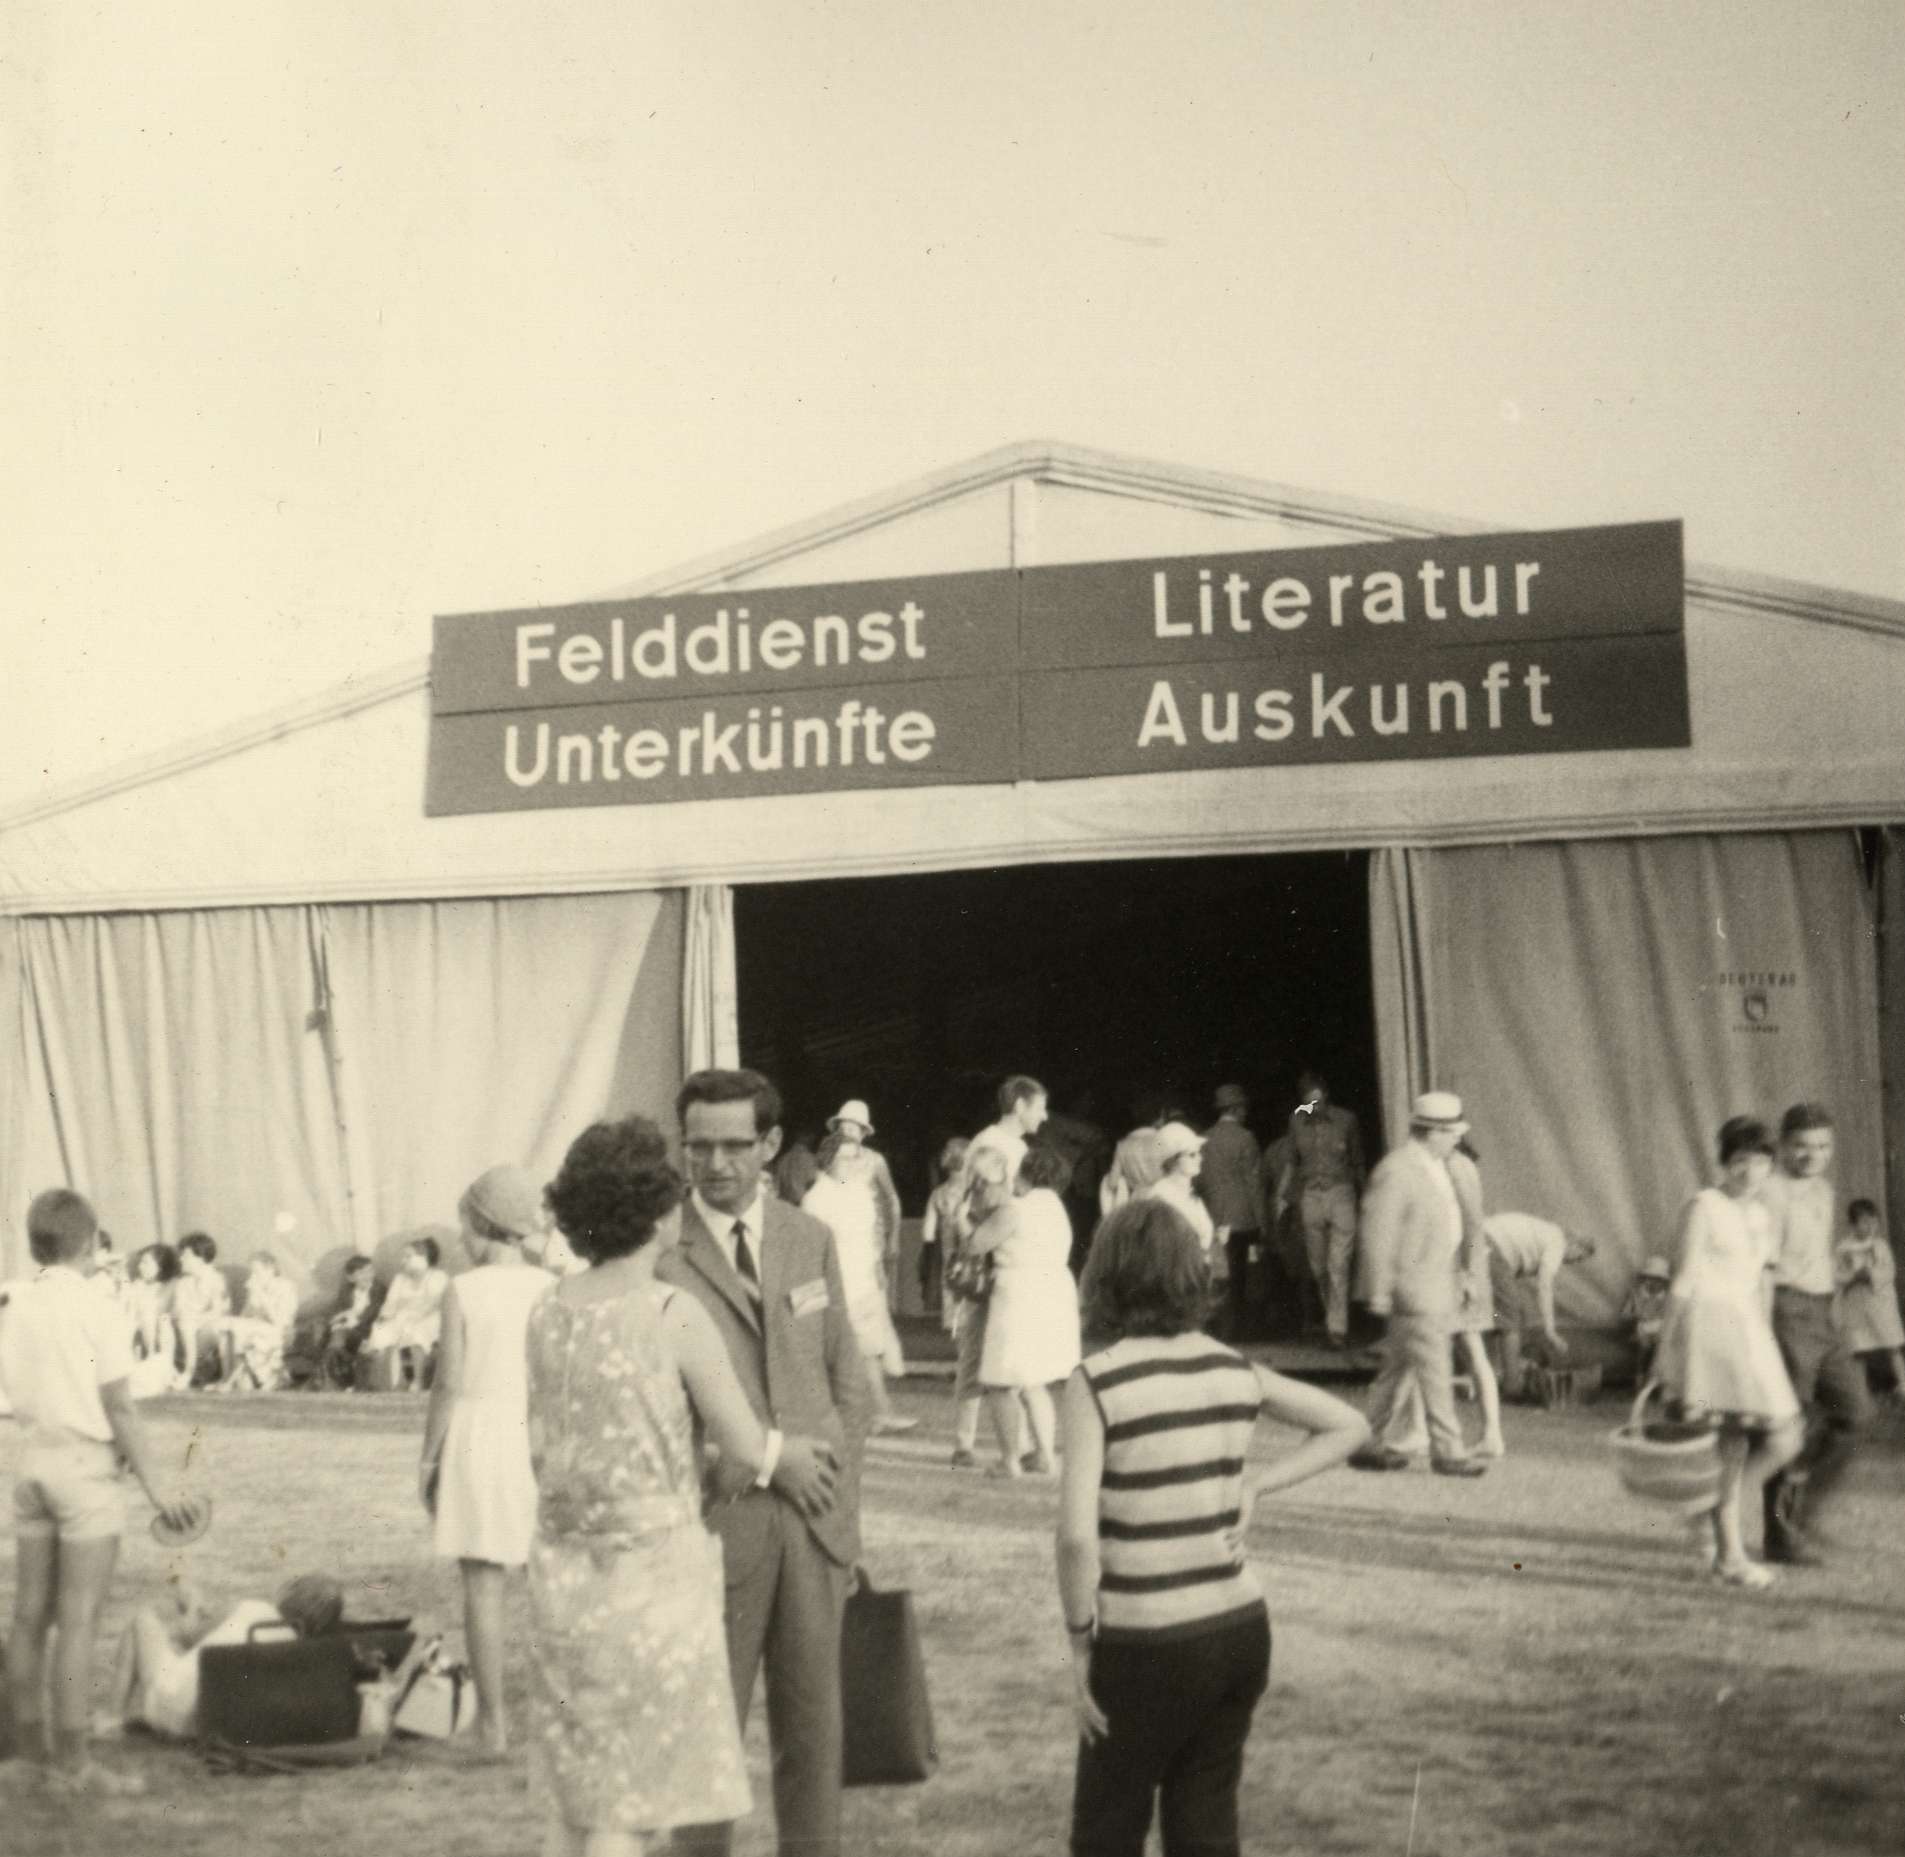 Felddienst
Unterkünfte
Literatur
Auskunft